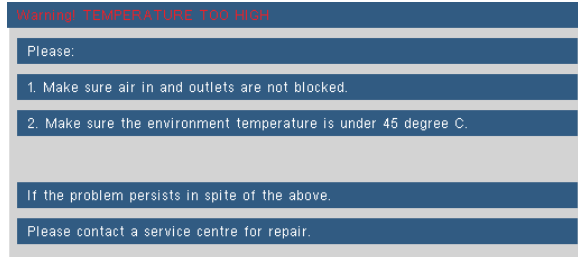 Warning! TEMPERATURE TOO HIGH
Please:
1. Make sure air in and outlets are not blocked.
2. Make sure the environment temperature is under 45 degree C.
If the problem persists in spite of the above.
Please contact a service centre for repair.